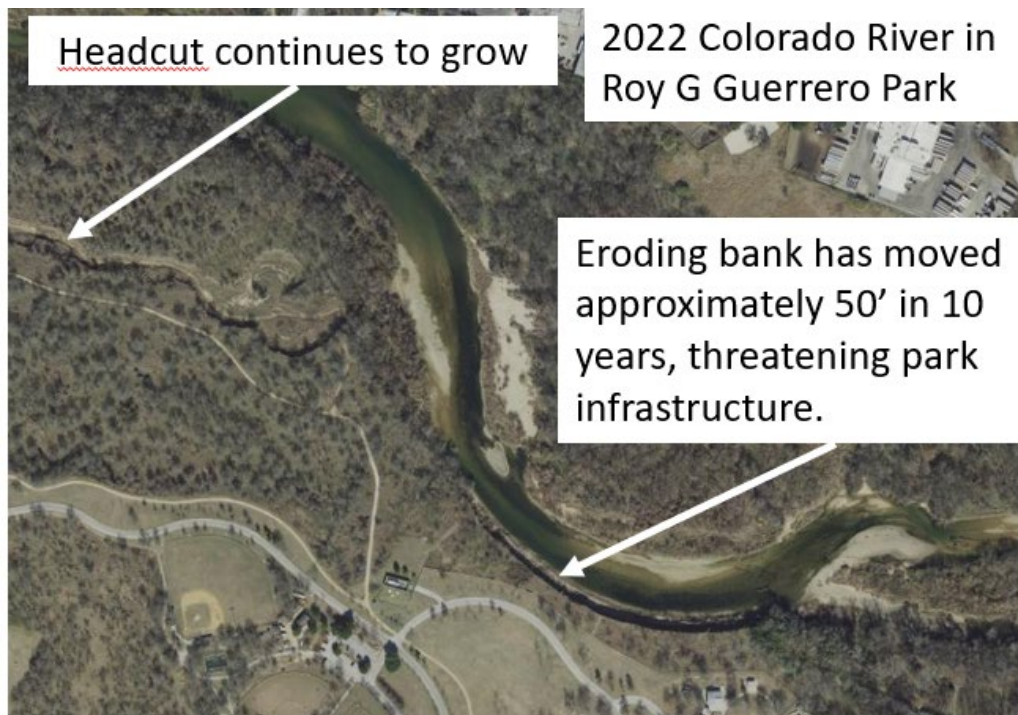 Headcut continues to grow
2022 Colorado River in
Roy G Guerrero Park
Eroding bank has moved
approximately 50’ in 10
years, threatening park
infrastructure.